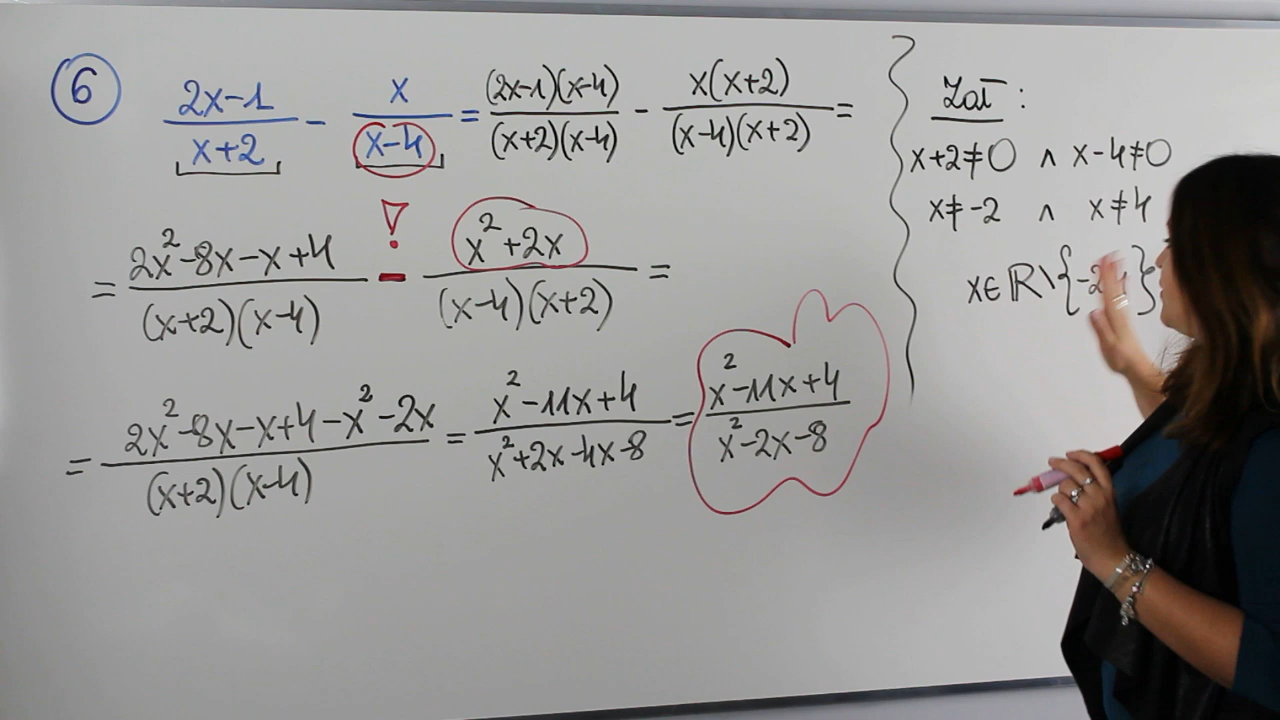 6
(2x-1)/(x+2) - x/(x-4) = ((2x-1)(x-4))/((x+2)(x-4)) - (x(x+2))/((x-4)(x+2)) =
!
= (2x²-8x-x+4)/((x+2)(x-4)) - (x²+2x)/((x-4)(x+2)) =
= (2x²-8x-x+4-x²-2x)/((x+2)(x-4)) = (x²-11x+4)/(x²+2x-4x-8) = (x²-11x+4)/(x²-2x-8)
Zał:
x+2≠0 ∧ x-4≠0
x≠-2 ∧ x≠4
x∈ℝ\{-2 }